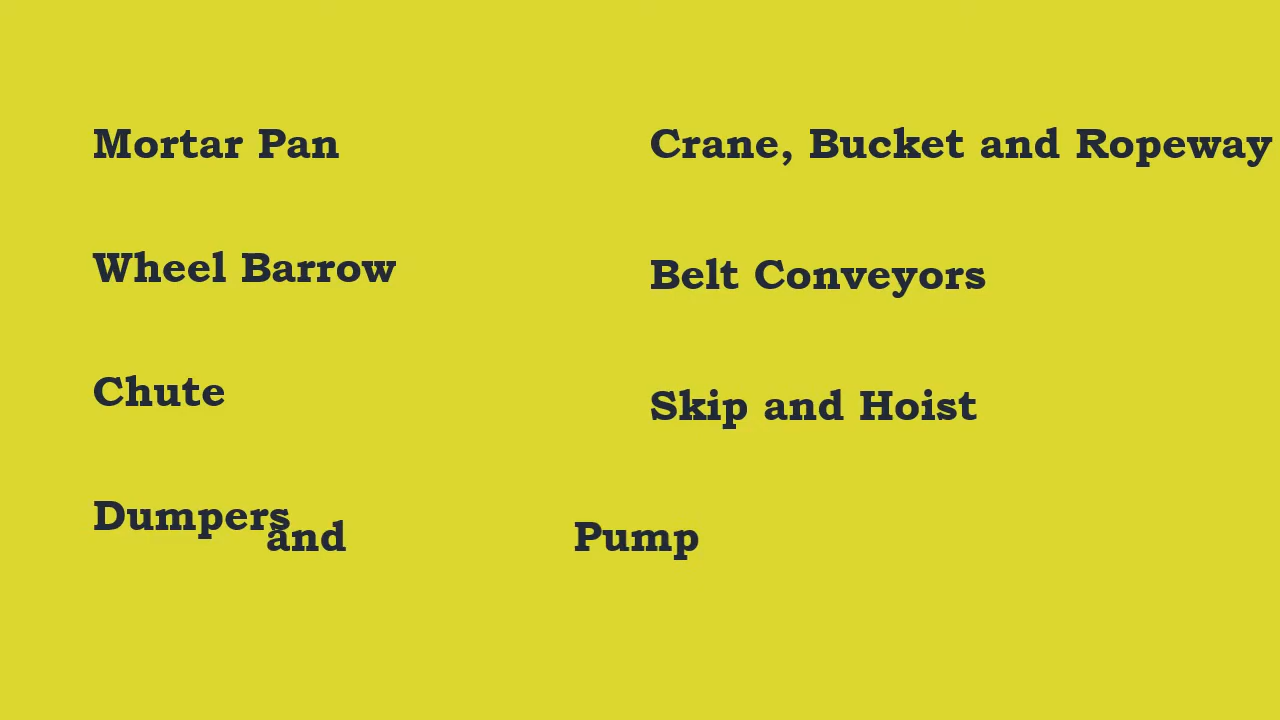 Mortar Pan
Wheel Barrow
Chute
Dumpers
Crane, Bucket and Ropeway
Belt Conveyors
Skip and Hoist
and Pump